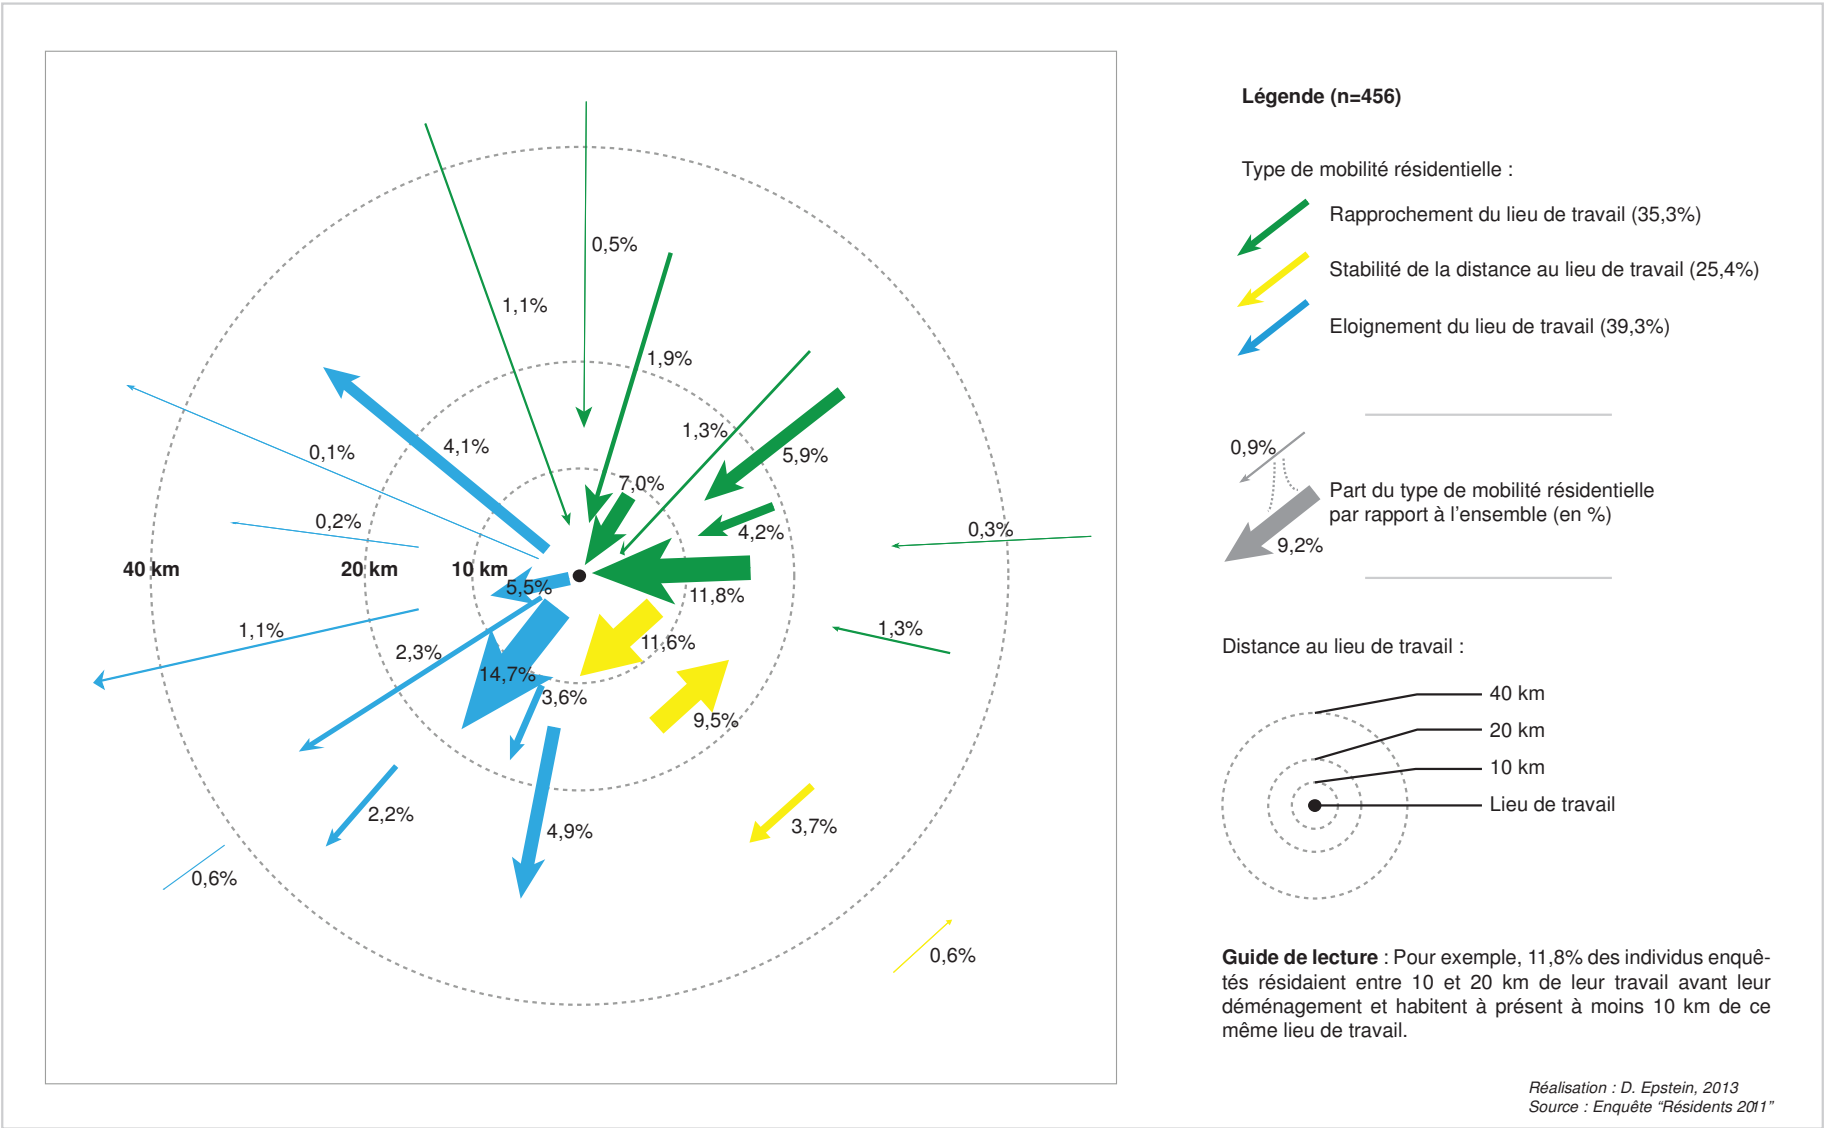 0,5%
1,1%
1,9%
1,3%
5,9%
4,1%
0,1%
7,0%
0,2%
4,2%
0,3%
40 km
20 km
10 km
5,5%
11,8%
1,1%
2,3%
11,6%
1,3%
14,7%
3,6%
9,5%
2,2%
4,9%
3,7%
0,6%
0,6%
Légende (n=456)
Type de mobilité résidentielle :
Rapprochement du lieu de travail (35,3%)
Stabilité de la distance au lieu de travail (25,4%)
Eloignement du lieu de travail (39,3%)
0,9%
Part du type de mobilité résidentielle
par rapport à l'ensemble (en %)
9,2%
Distance au lieu de travail :
40 km
20 km
10 km
Lieu de travail
Guide de lecture : Pour exemple, 11,8% des individus enquê-
tés résidaient entre 10 et 20 km de leur travail avant leur
déménagement et habitent à présent à moins 10 km de ce
même lieu de travail.
Réalisation : D. Epstein, 2013
Source : Enquête “Résidents 2011”